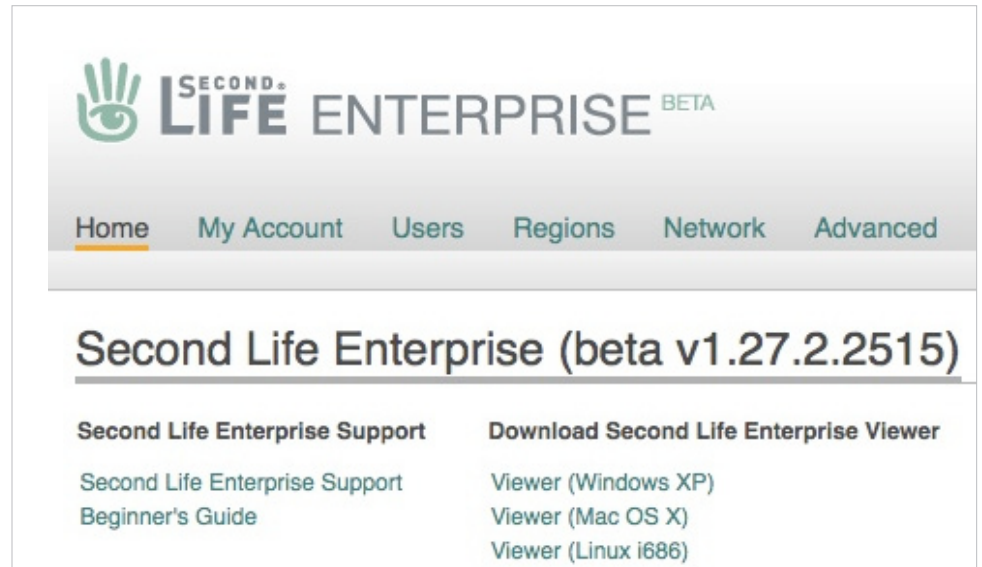 SECOND® LIFE ENTERPRISE BETA
Home My Account Users Regions Network Advanced
Second Life Enterprise (beta v1.27.2.2515)
Second Life Enterprise Support
Second Life Enterprise Support
Beginner's Guide
Download Second Life Enterprise Viewer
Viewer (Windows XP)
Viewer (Mac OS X)
Viewer (Linux i686)